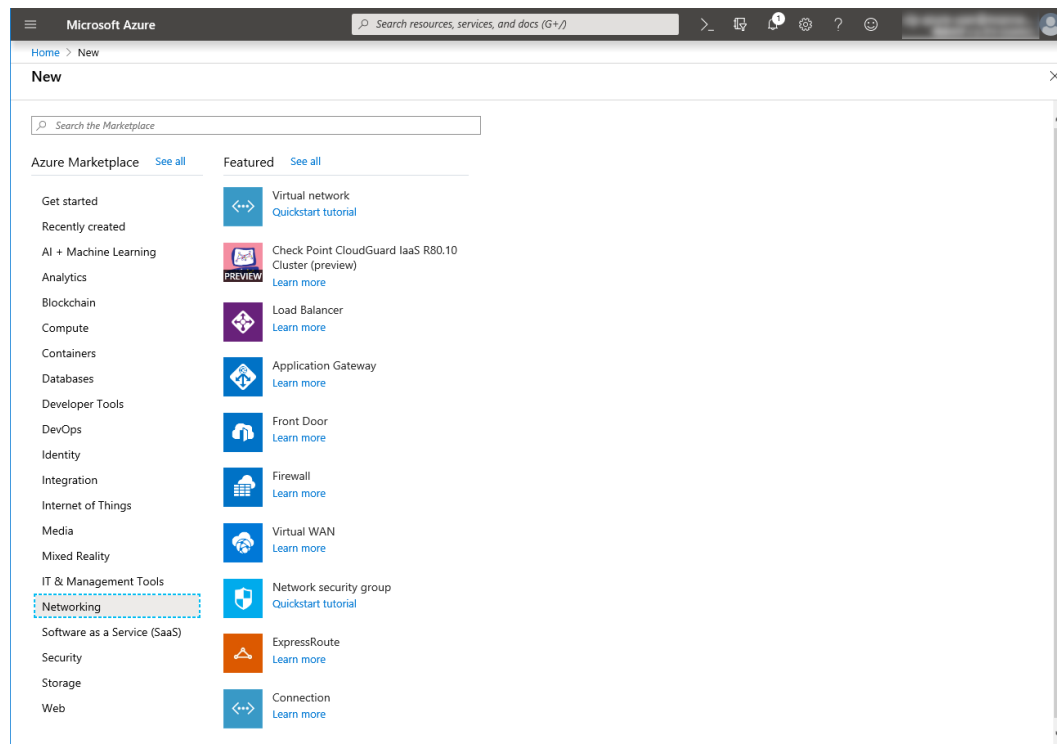 Microsoft Azure
Search resources, services, and docs (G+/)
>_
1
?
Home > New
New
Search the Marketplace
Azure Marketplace See all
Get started
Recently created
AI + Machine Learning
Analytics
Blockchain
Compute
Containers
Databases
Developer Tools
DevOps
Identity
Integration
Internet of Things
Media
Mixed Reality
IT & Management Tools
Networking
Software as a Service (SaaS)
Security
Storage
Web
Featured See all
Virtual network
Quickstart tutorial
PREVIEW
Check Point CloudGuard IaaS R80.10
Cluster (preview)
Learn more
Load Balancer
Learn more
Application Gateway
Learn more
Front Door
Learn more
Firewall
Learn more
Virtual WAN
Learn more
Network security group
Quickstart tutorial
ExpressRoute
Learn more
Connection
Learn more